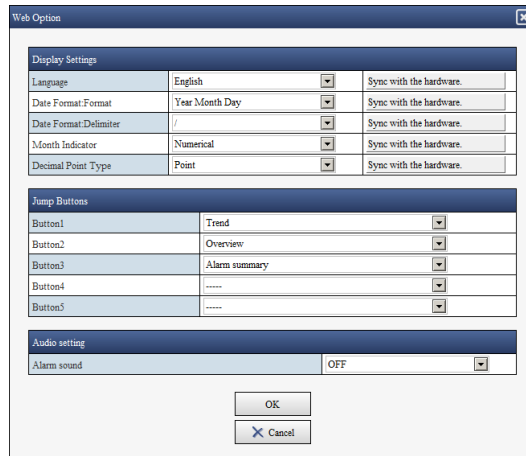 Web Option
Display Settings
Language English Sync with the hardware.
Date Format:Format Year Month Day Sync with the hardware.
Date Format:Delimiter / Sync with the hardware.
Month Indicator Numerical Sync with the hardware.
Decimal Point Type Point Sync with the hardware.
Jump Buttons
Button1 Trend
Button2 Overview
Button3 Alarm summary
Button4 -----
Button5 -----
Audio setting
Alarm sound OFF
OK
Cancel